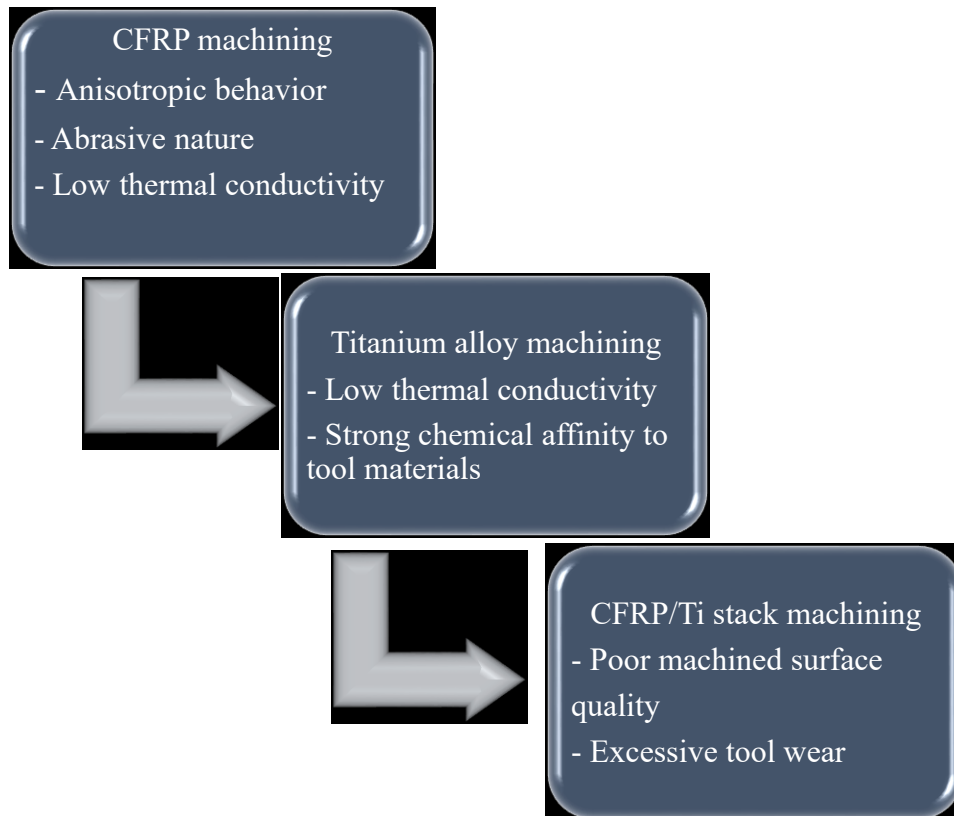 CFRP machining
- Anisotropic behavior
- Abrasive nature
- Low thermal conductivity
Titanium alloy machining
- Low thermal conductivity
- Strong chemical affinity to
tool materials
CFRP/Ti stack machining
- Poor machined surface
quality
- Excessive tool wear